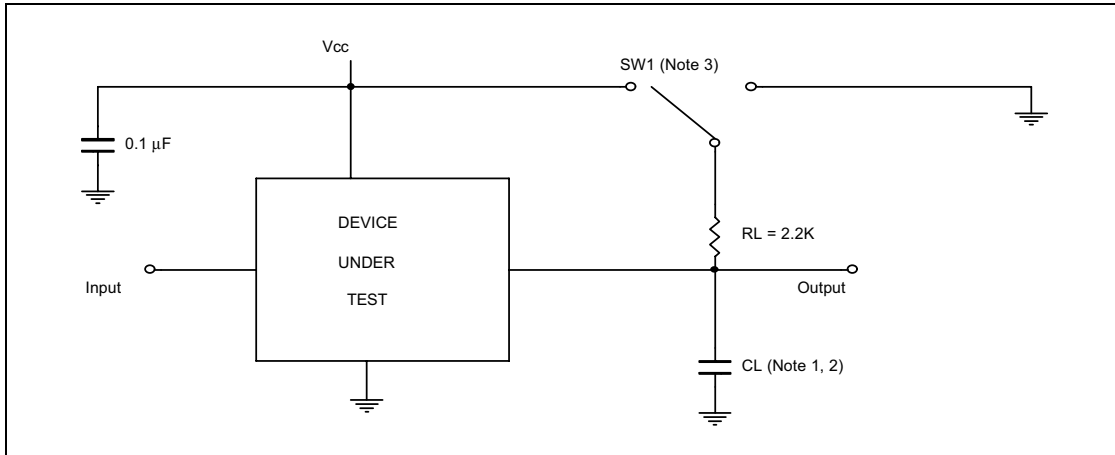 Vcc
SW1 (Note 3)
0.1 μF
DEVICE
UNDER
TEST
RL = 2.2K
Input
Output
CL (Note 1, 2)